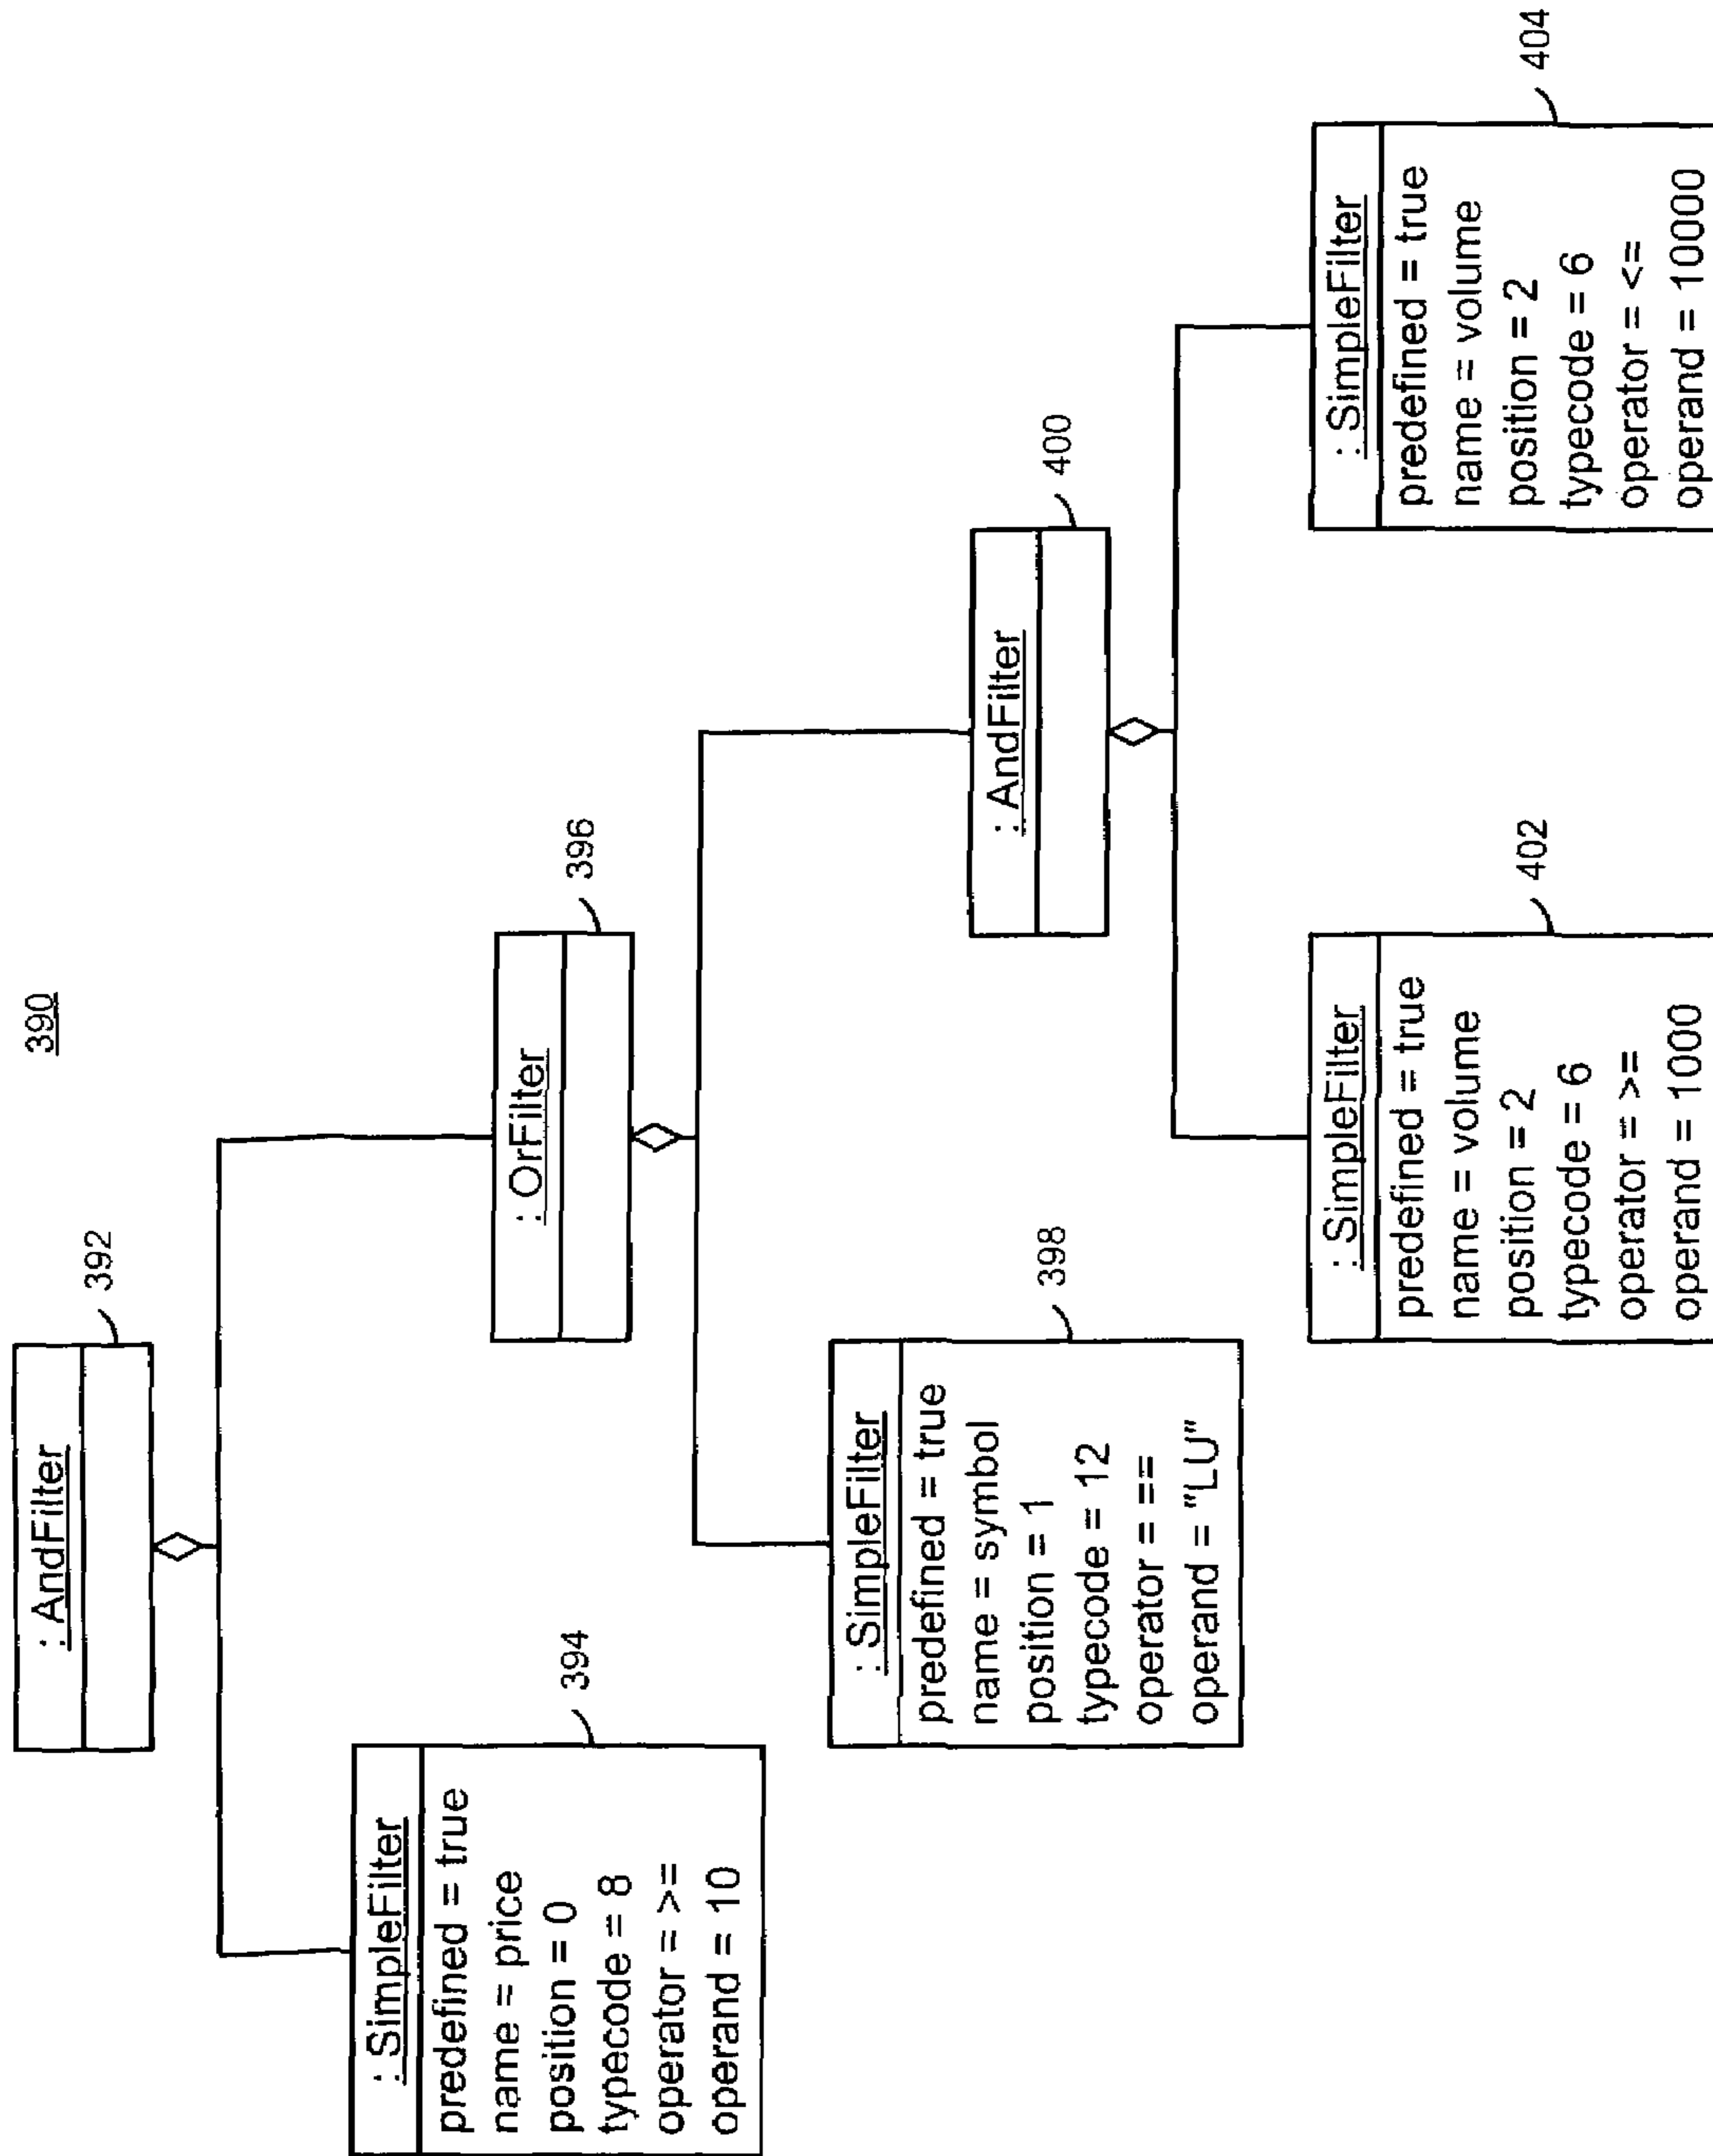 390
: AndFilter
392
: SimpleFilter
predefined = true
name = price
position = 0
typecode = 8
operator = >=
operand = 10
394
: OrFilter
396
: SimpleFilter
predefined = true
name = symbol
position = 1
typecode = 12
operator = ==
operand = "LU"
398
: AndFilter
400
: SimpleFilter
predefined = true
name = volume
position = 2
typecode = 6
operator = >=
operand = 1000
402
: SimpleFilter
predefined = true
name = volume
position = 2
typecode = 6
operator = <=
operand = 10000
404